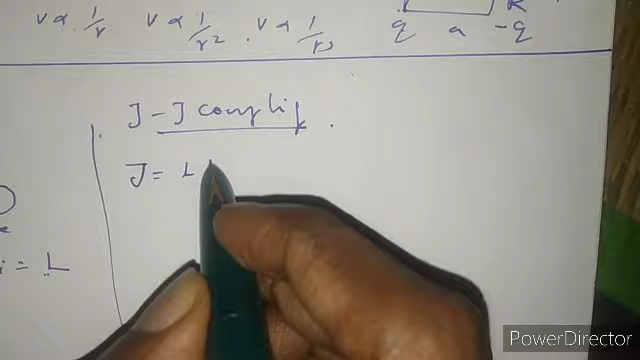 V ∝ 1/r V ∝ 1/r² . V ∝ 1/r³
q a -q
J - J coupling .
J = L
i = L
PowerDirector